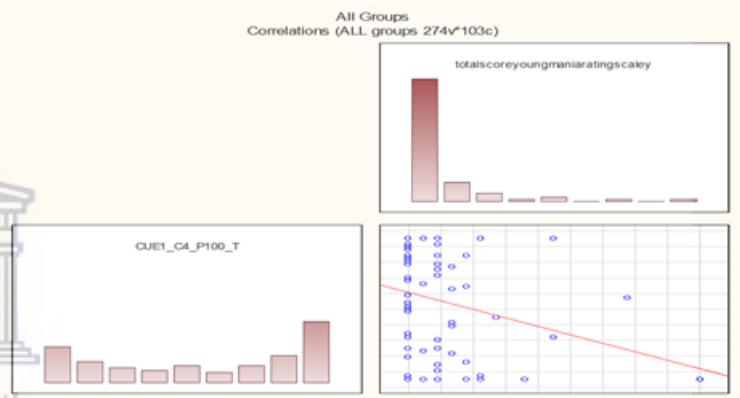 All Groups
Correlations (ALL groups 274v*103c)
totalscoreyoungmaniaratingscaley
CUE1_C4_P100_T